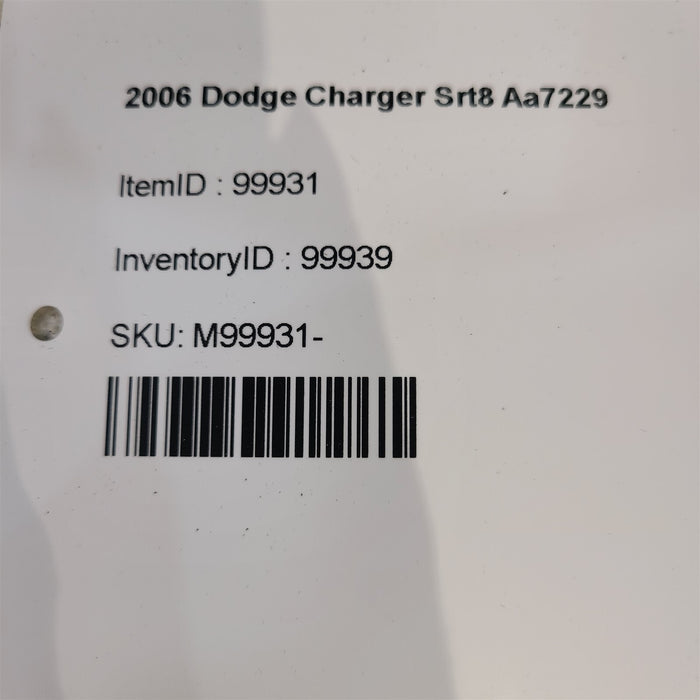 2006 Dodge Charger Srt8 Aa7229
ItemID : 99931
InventoryID : 99939
SKU: M99931-